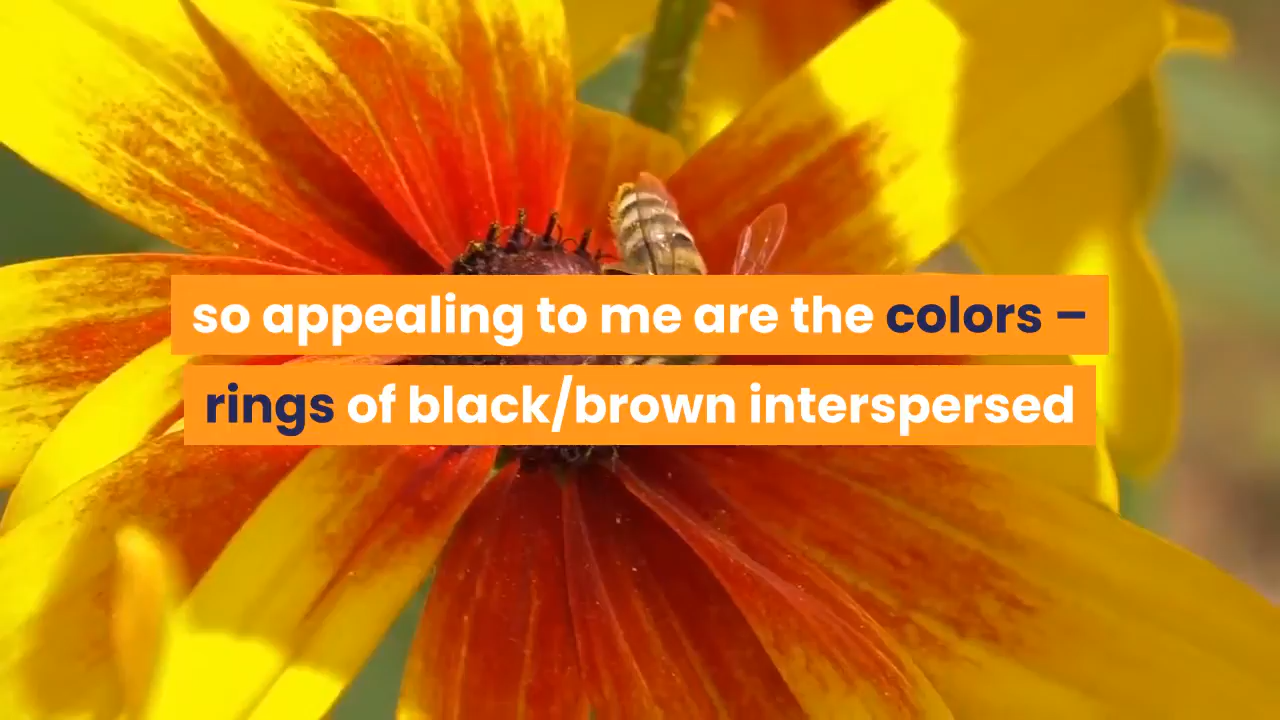 so appealing to me are the colors –
rings of black/brown interspersed